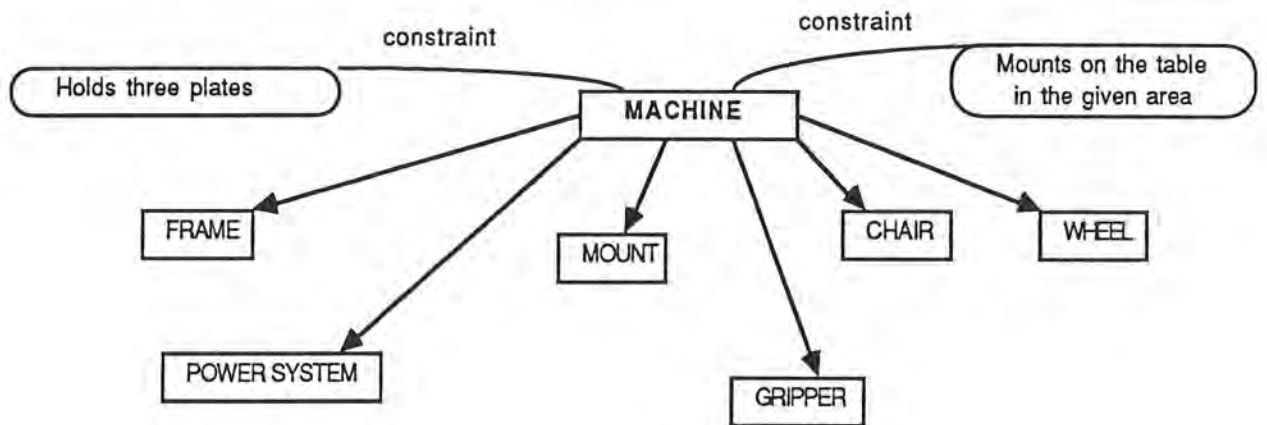 constraint
constraint
Holds three plates
Mounts on the table
in the given area
MACHINE
FRAME
MOUNT
CHAIR
WHEEL
POWER SYSTEM
GRIPPER